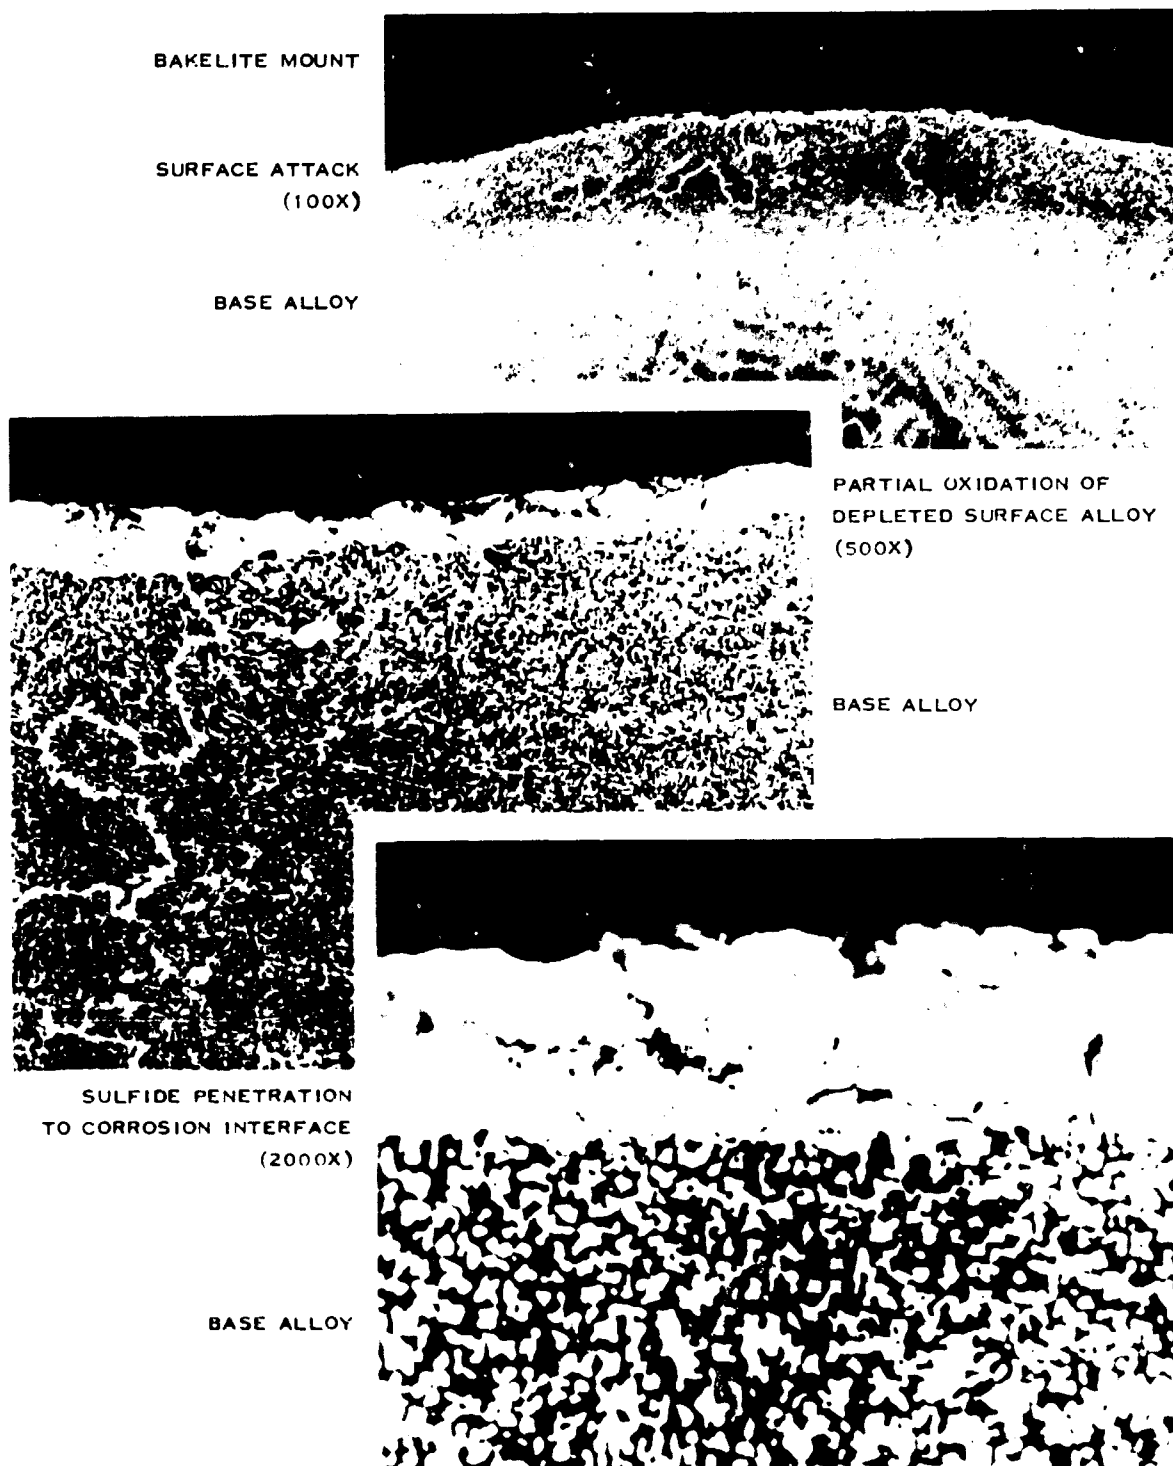 BAKELITE MOUNT
SURFACE ATTACK
(100X)
BASE ALLOY
PARTIAL OXIDATION OF
DEPLETED SURFACE ALLOY
(500X)
BASE ALLOY
SULFIDE PENETRATION
TO CORROSION INTERFACE
(2000X)
BASE ALLOY